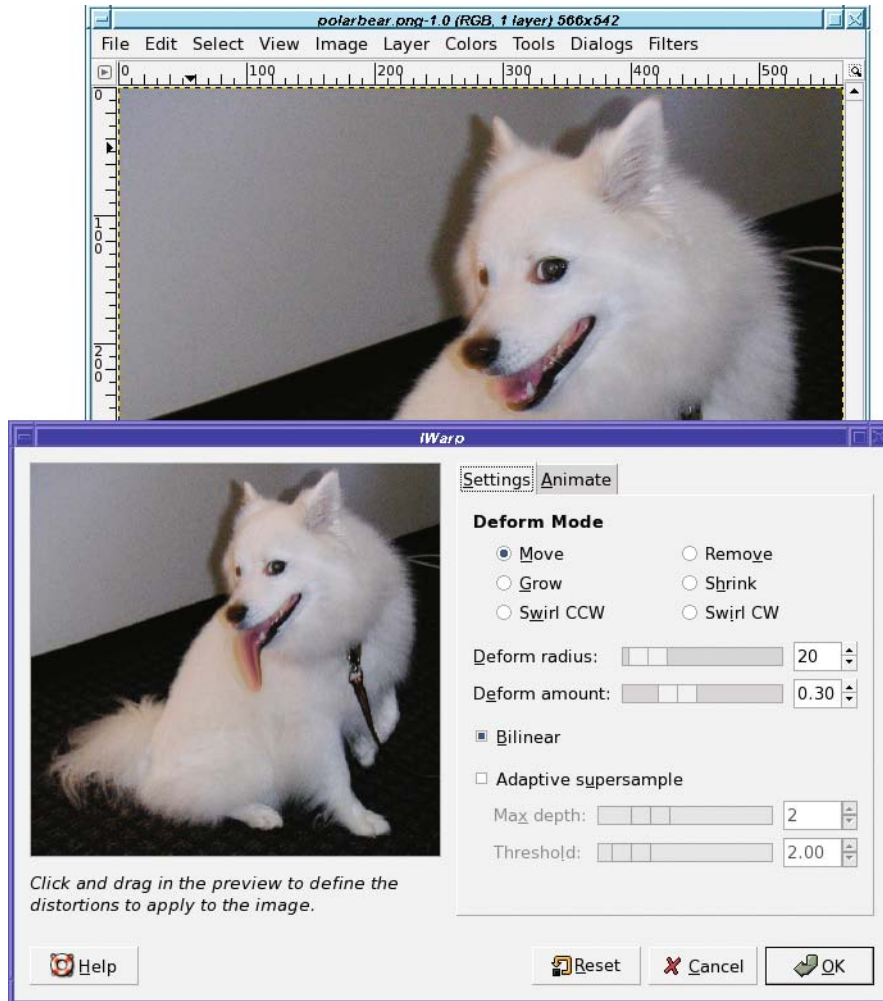 polarbear.png-1.0 (RGB, 1 layer) 566x542
File Edit Select View Image Layer Colors Tools Dialogs Filters
0 100 200 300 400 500
0
100
200
IWarp
Settings Animate
Deform Mode
Move Remove
Grow Shrink
Swirl CCW Swirl CW
Deform radius: 20
Deform amount: 0.30
Bilinear
Adaptive supersample
Max depth: 2
Threshold: 2.00
Click and drag in the preview to define the
distortions to apply to the image.
Help Reset Cancel OK